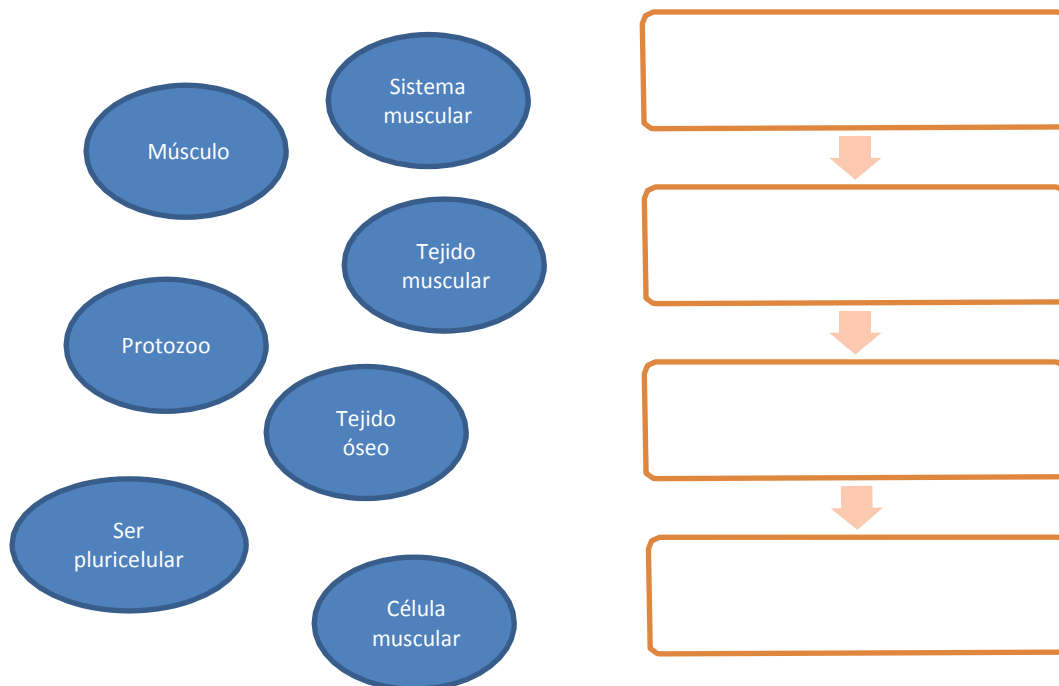 Sistema
muscular
Músculo
Tejido
muscular
Protozoo
Tejido
óseo
Ser
pluricelular
Célula
muscular